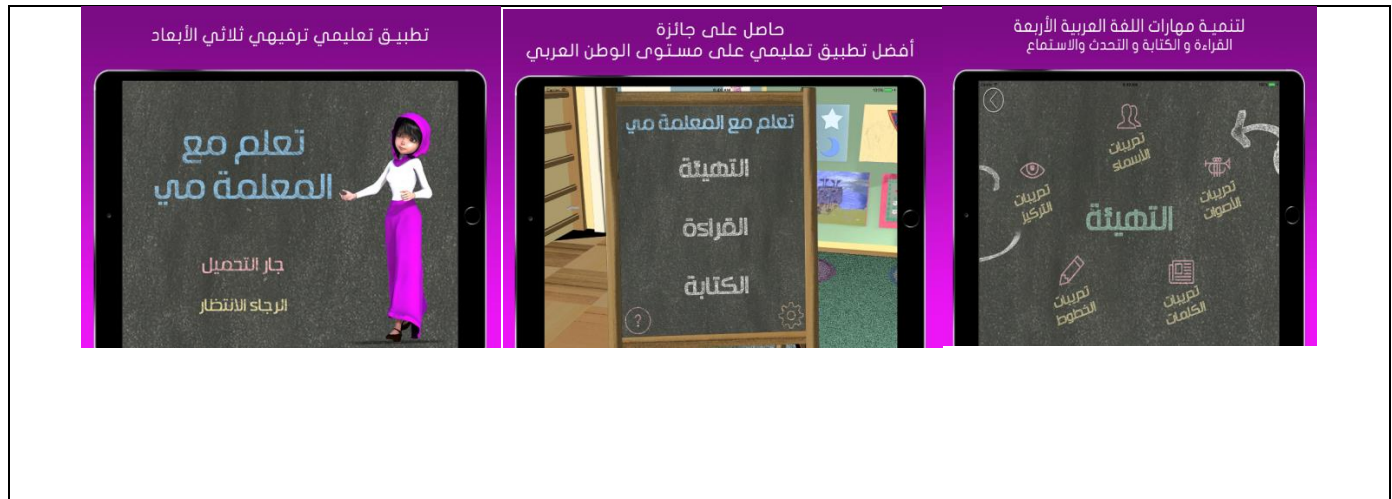 لتنمية مهارات اللغة العربية الأربعة
القراءة و الكتابة و التحدث والاستماع
تدريبات
الأسماء
تدريبات
الأصوات
تدريبات
التركيز
التهيئة
تدريبات
الكلمات
تدريبات
الخطوط
حاصل على جائزة
أفضل تطبيق تعليمي على مستوى الوطن العربي
تعلم مع المعلمة مي
التهيئة
القراءة
الكتابة
?
تطبيق تعليمي ترفيهي ثلاثي الأبعاد
تعلم مع
المعلمة مي
جار التحميل
الرجاء الانتظار